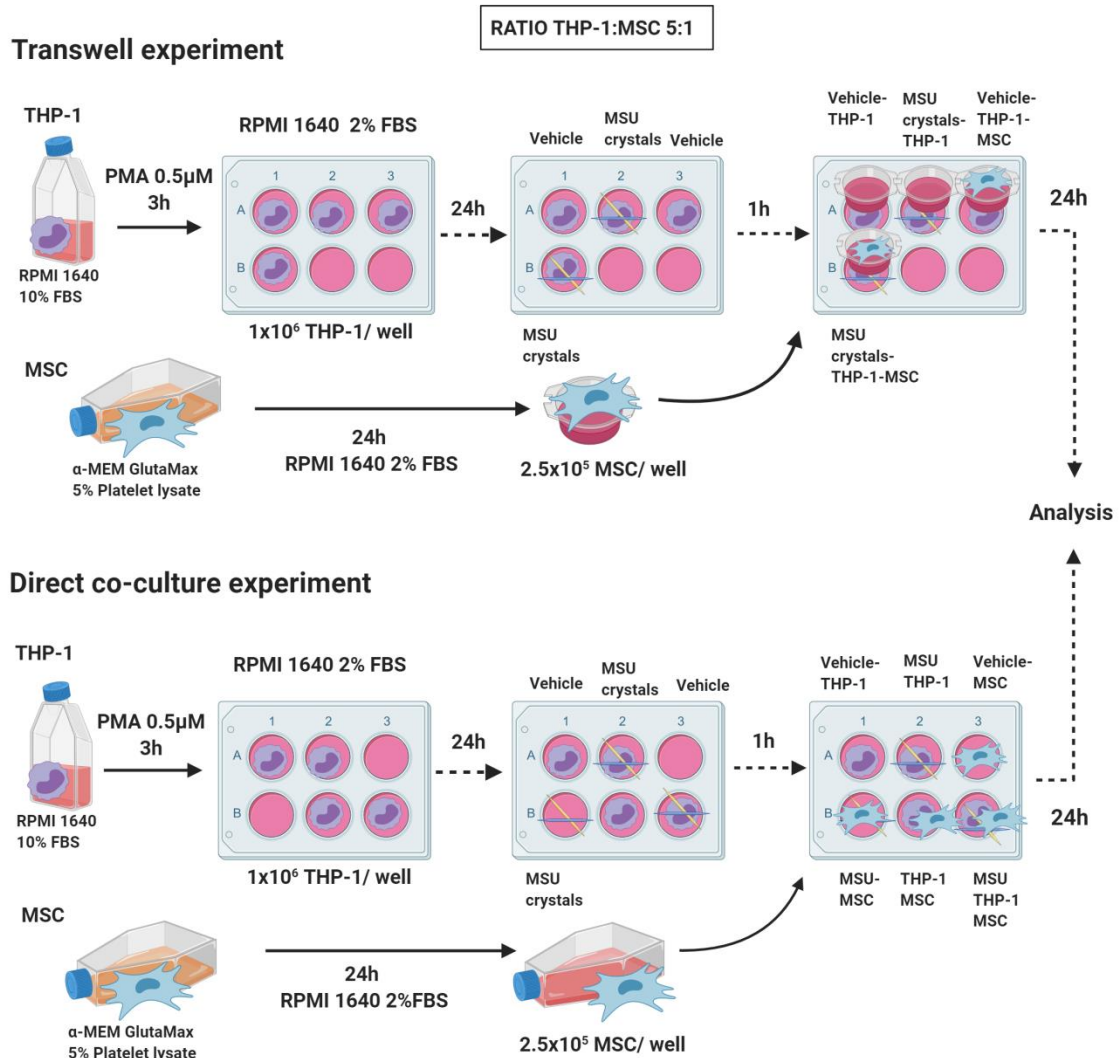 RATIO THP-1:MSC 5:1
Transwell experiment
THP-1
PMA 0.5µM
3h
RPMI 1640
10% FBS
RPMI 1640 2% FBS
1 2 3
A
B
1x10⁶ THP-1/ well
24h
Vehicle
MSU
crystals
Vehicle
1 2 3
A
B
MSU
crystals
1h
Vehicle-
THP-1
MSU
crystals-
THP-1
Vehicle-
THP-1-
MSC
A
B
MSU
crystals-
THP-1-MSC
24h
MSC
α-MEM GlutaMax
5% Platelet lysate
24h
RPMI 1640 2% FBS
2.5x10⁵ MSC/ well
Analysis
Direct co-culture experiment
THP-1
PMA 0.5µM
3h
RPMI 1640
10% FBS
RPMI 1640 2% FBS
1 2 3
A
B
1x10⁶ THP-1/ well
24h
Vehicle
MSU
crystals
Vehicle
1 2 3
A
B
MSU
crystals
1h
Vehicle-
THP-1
MSU
THP-1
Vehicle-
MSC
1 2 3
A
B
MSU-
MSC
THP-1
MSC
MSU
THP-1
MSC
24h
MSC
α-MEM GlutaMax
5% Platelet lysate
24h
RPMI 1640 2%FBS
2.5x10⁵ MSC/ well